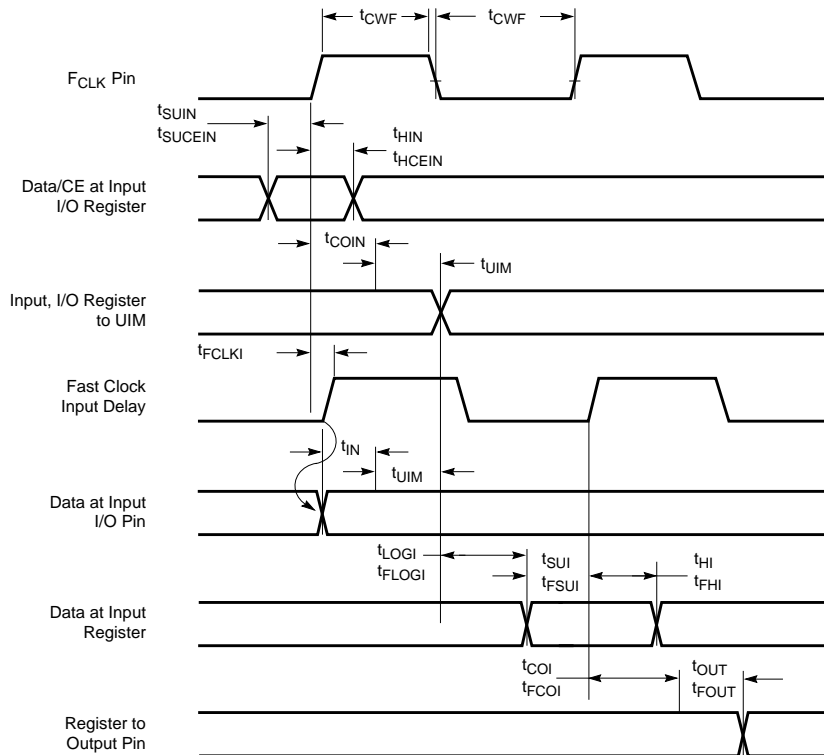 tCWF tCWF
FCLK Pin
tSUIN
tSUCEIN
tHIN
tHCEIN
Data/CE at Input
I/O Register
tCOIN
tUIM
Input, I/O Register
to UIM
tFCLKI
Fast Clock
Input Delay
tIN
tUIM
Data at Input
I/O Pin
tLOGI
tFLOGI
tSUI
tFSUI
tHI
tFHI
Data at Input
Register
tCOI
tFCOI
tOUT
tFOUT
Register to
Output Pin